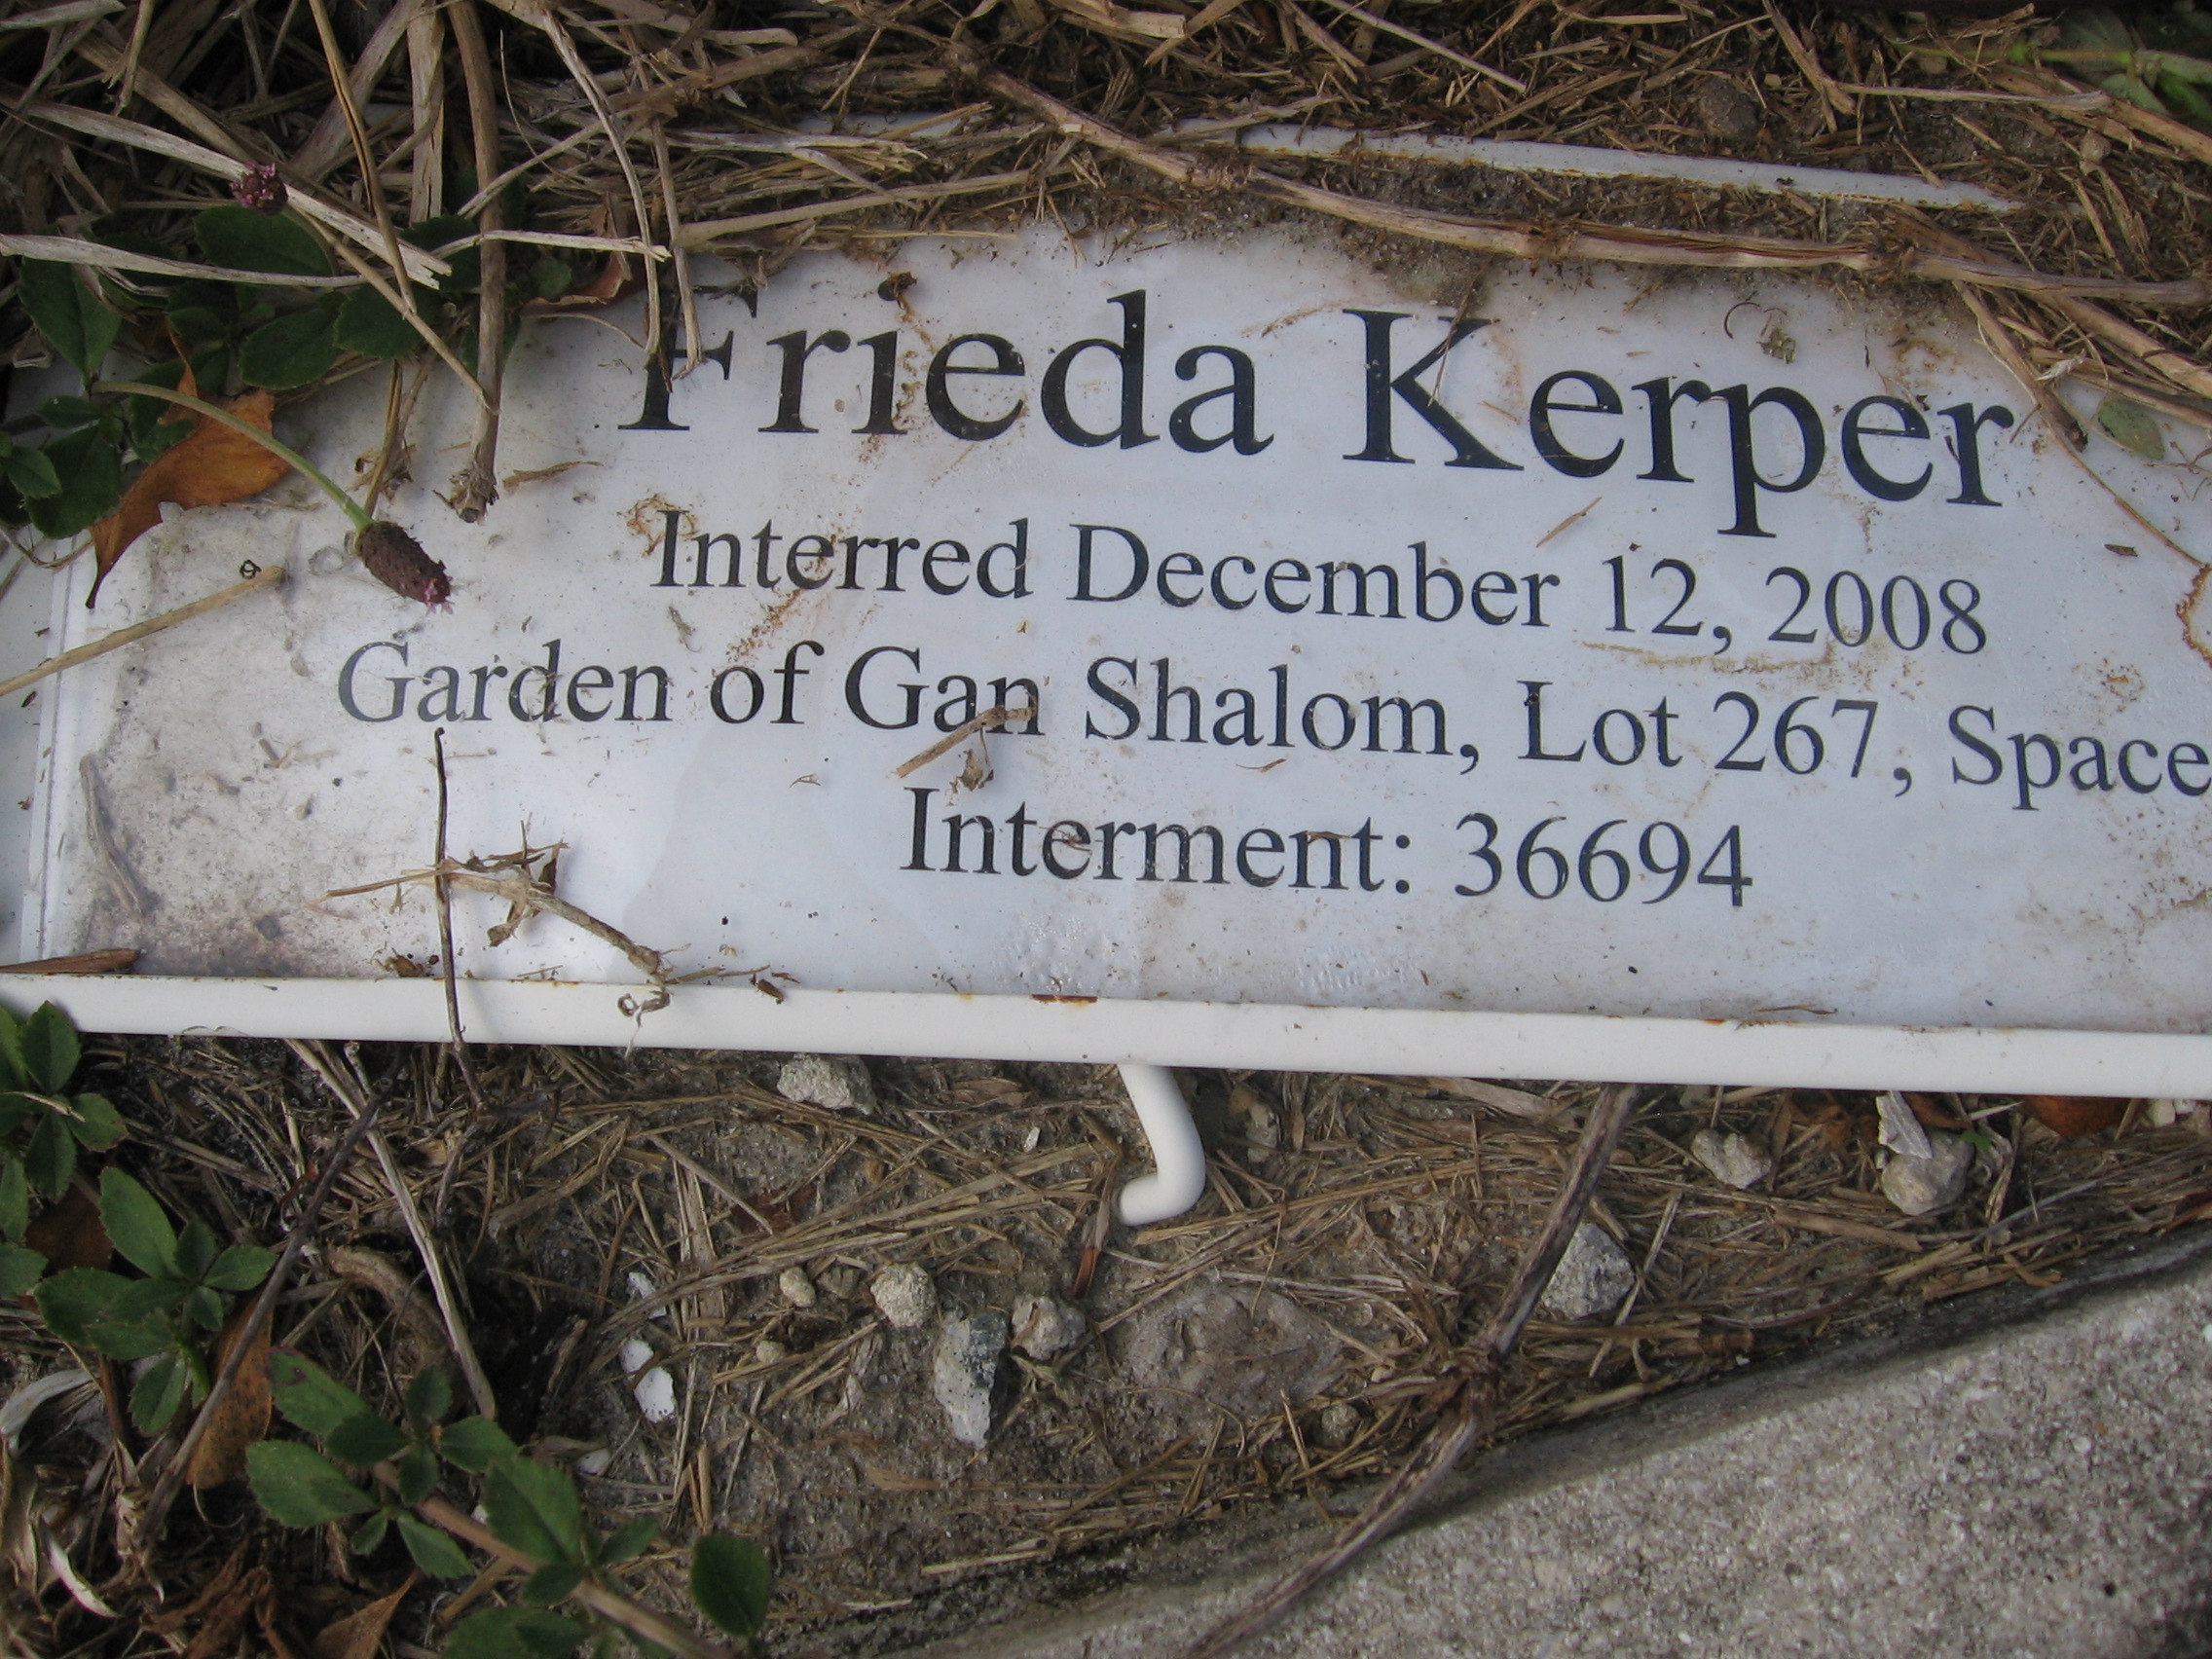 Frieda Kerper
Interred December 12, 2008
Garden of Gan Shalom, Lot 267, Space
Interment: 36694